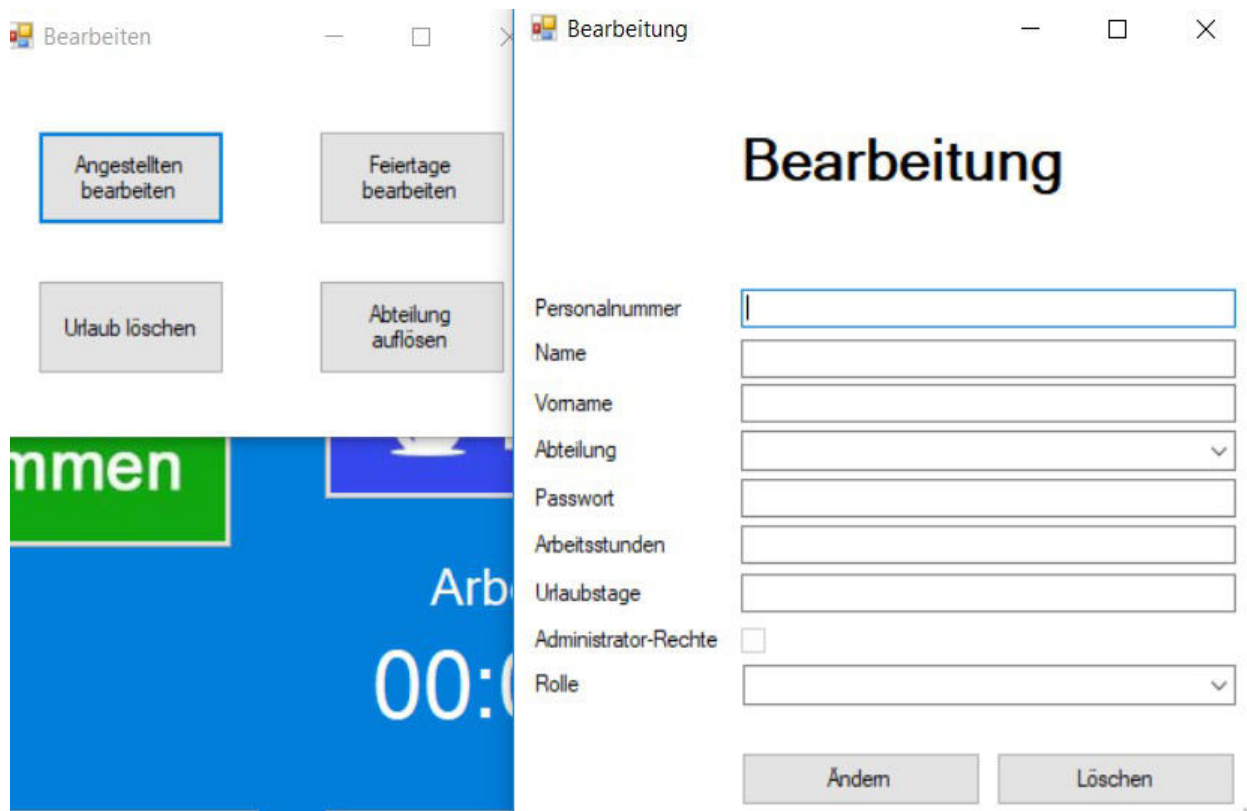 Bearbeiten
Angestellten
bearbeiten
Feiertage
bearbeiten
Urlaub löschen
Abteilung
auflösen
mmen
Arb
00:
Bearbeitung
Bearbeitung
Personalnummer
Name
Vorname
Abteilung
Passwort
Arbeitsstunden
Urlaubstage
Administrator-Rechte
Rolle
Ändern
Löschen